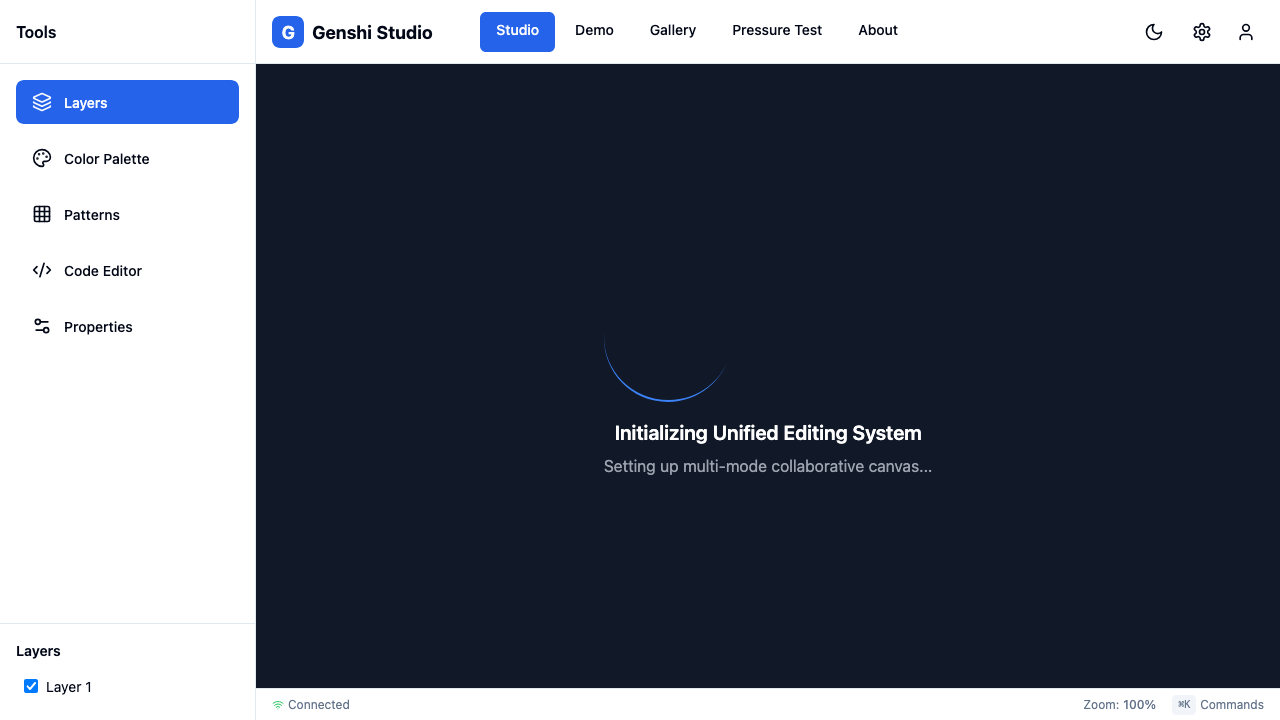 Tools
G Genshi Studio
Studio
Demo
Gallery
Pressure Test
About
Layers
Color Palette
Patterns
Code Editor
Properties
Initializing Unified Editing System
Setting up multi-mode collaborative canvas...
Layers
Layer 1
Connected
Zoom: 100%
⌘K Commands